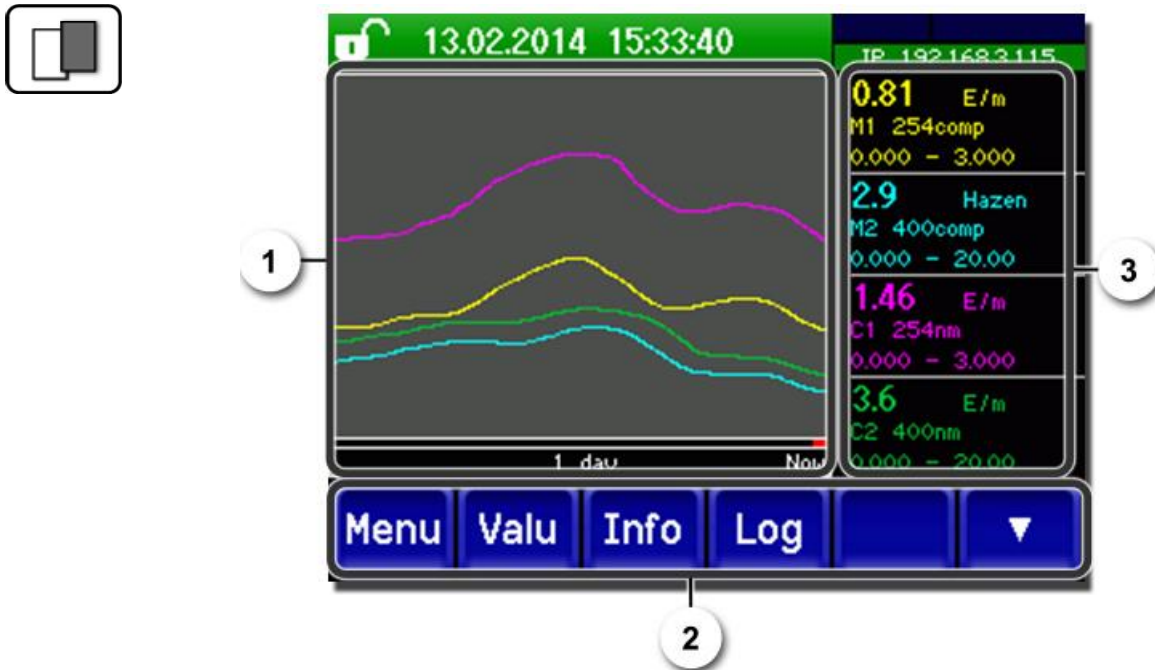 13.02.2014 15:33:40
IP 192.168.3.115
0.81 E/m
M1 254comp
0.000 - 3.000
2.9 Hazen
M2 400comp
0.000 - 20.00
1.46 E/m
C1 254nm
0.000 - 3.000
3.6 E/m
C2 400nm
0.000 - 20.00
1 day Now
1
3
Menu Valu Info Log ▼
2